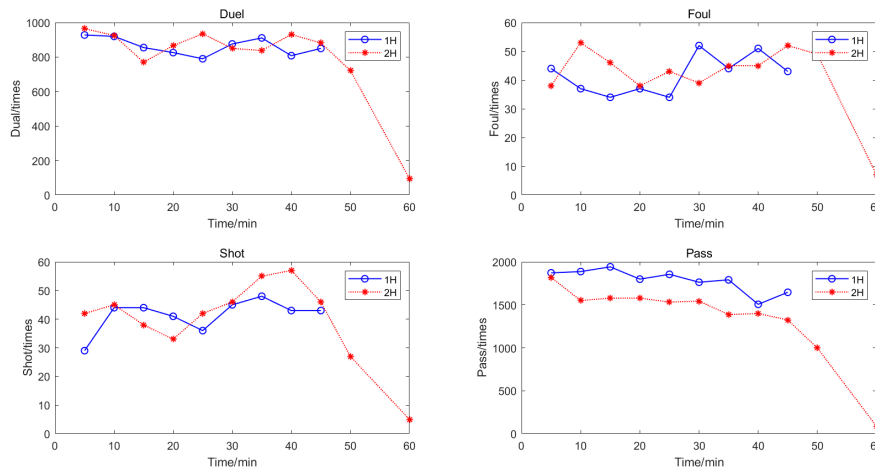 Duel
1000
800
600
400
200
0
Dual/times
0 10 20 30 40 50 60
Time/min
1H
2H
Foul
60
50
40
30
20
10
0
Foul/times
0 10 20 30 40 50 60
Time/min
1H
2H
Shot
60
50
40
30
20
10
0
Shot/times
0 10 20 30 40 50 60
Time/min
1H
2H
Pass
2000
1500
1000
500
0
Pass/times
0 10 20 30 40 50 60
Time/min
1H
2H